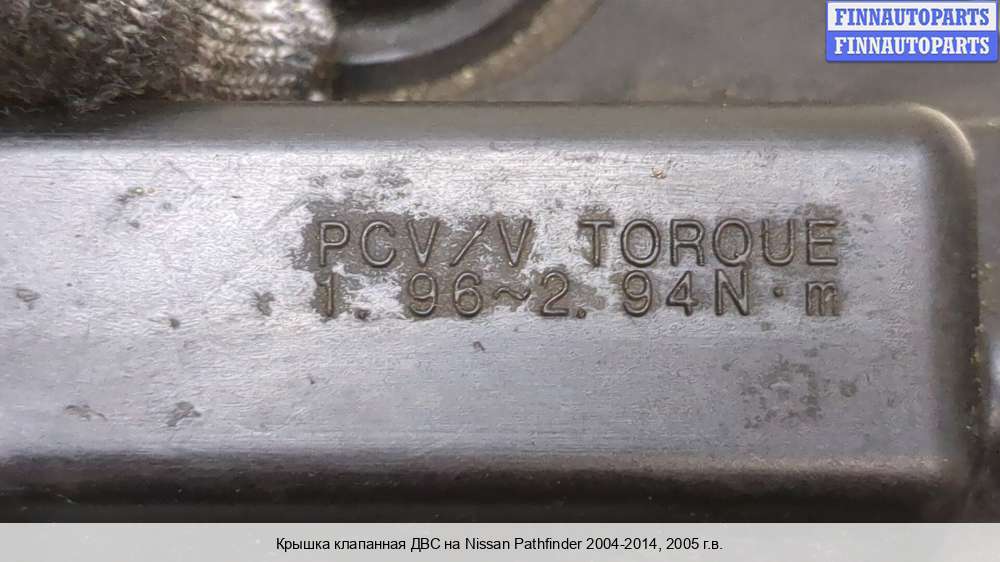 FINNAUTOPARTS
FINNAUTOPARTS
PCV/V TORQUE
1.96~2.94N·m
Крышка клапанная ДВС на Nissan Pathfinder 2004-2014, 2005 г.в.